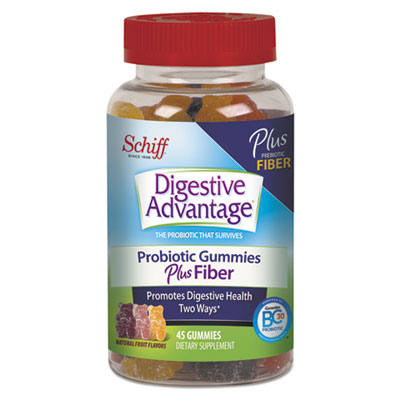 Schiff
SINCE 1936
Plus
PREBIOTIC
FIBER
Digestive
Advantage®
THE PROBIOTIC THAT SURVIVES
Probiotic Gummies
Plus Fiber
Promotes Digestive Health
Two Ways*
NATURAL FRUIT FLAVORS
45 GUMMIES
DIETARY SUPPLEMENT
BC30
PROBIOTIC